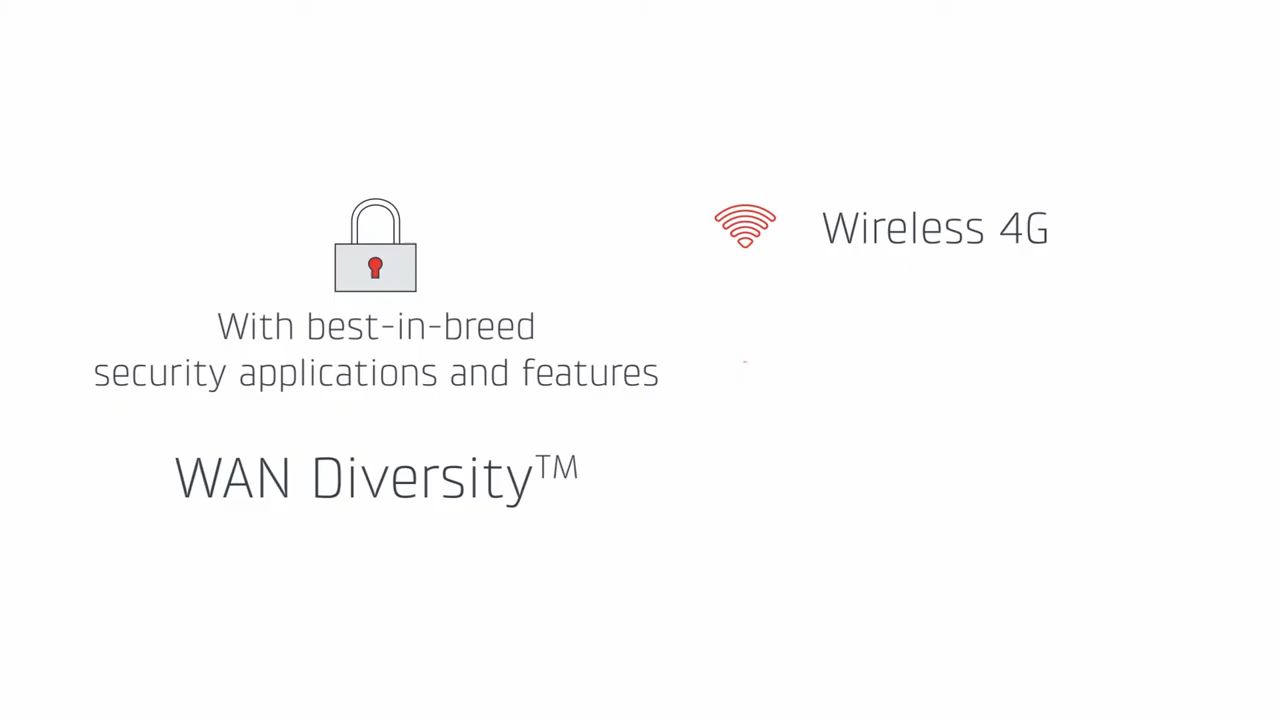 With best-in-breed
security applications and features
WAN Diversity™
Wireless 4G